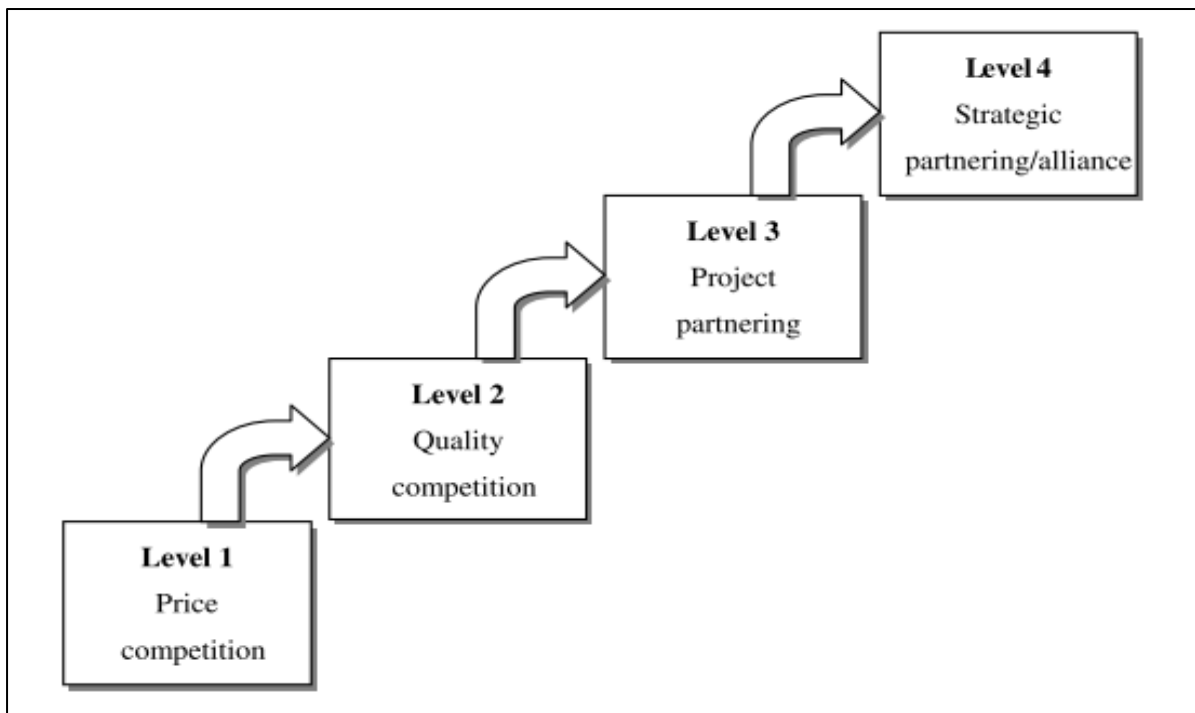 Level 4
Strategic
partnering/alliance
Level 3
Project
partnering
Level 2
Quality
competition
Level 1
Price
competition